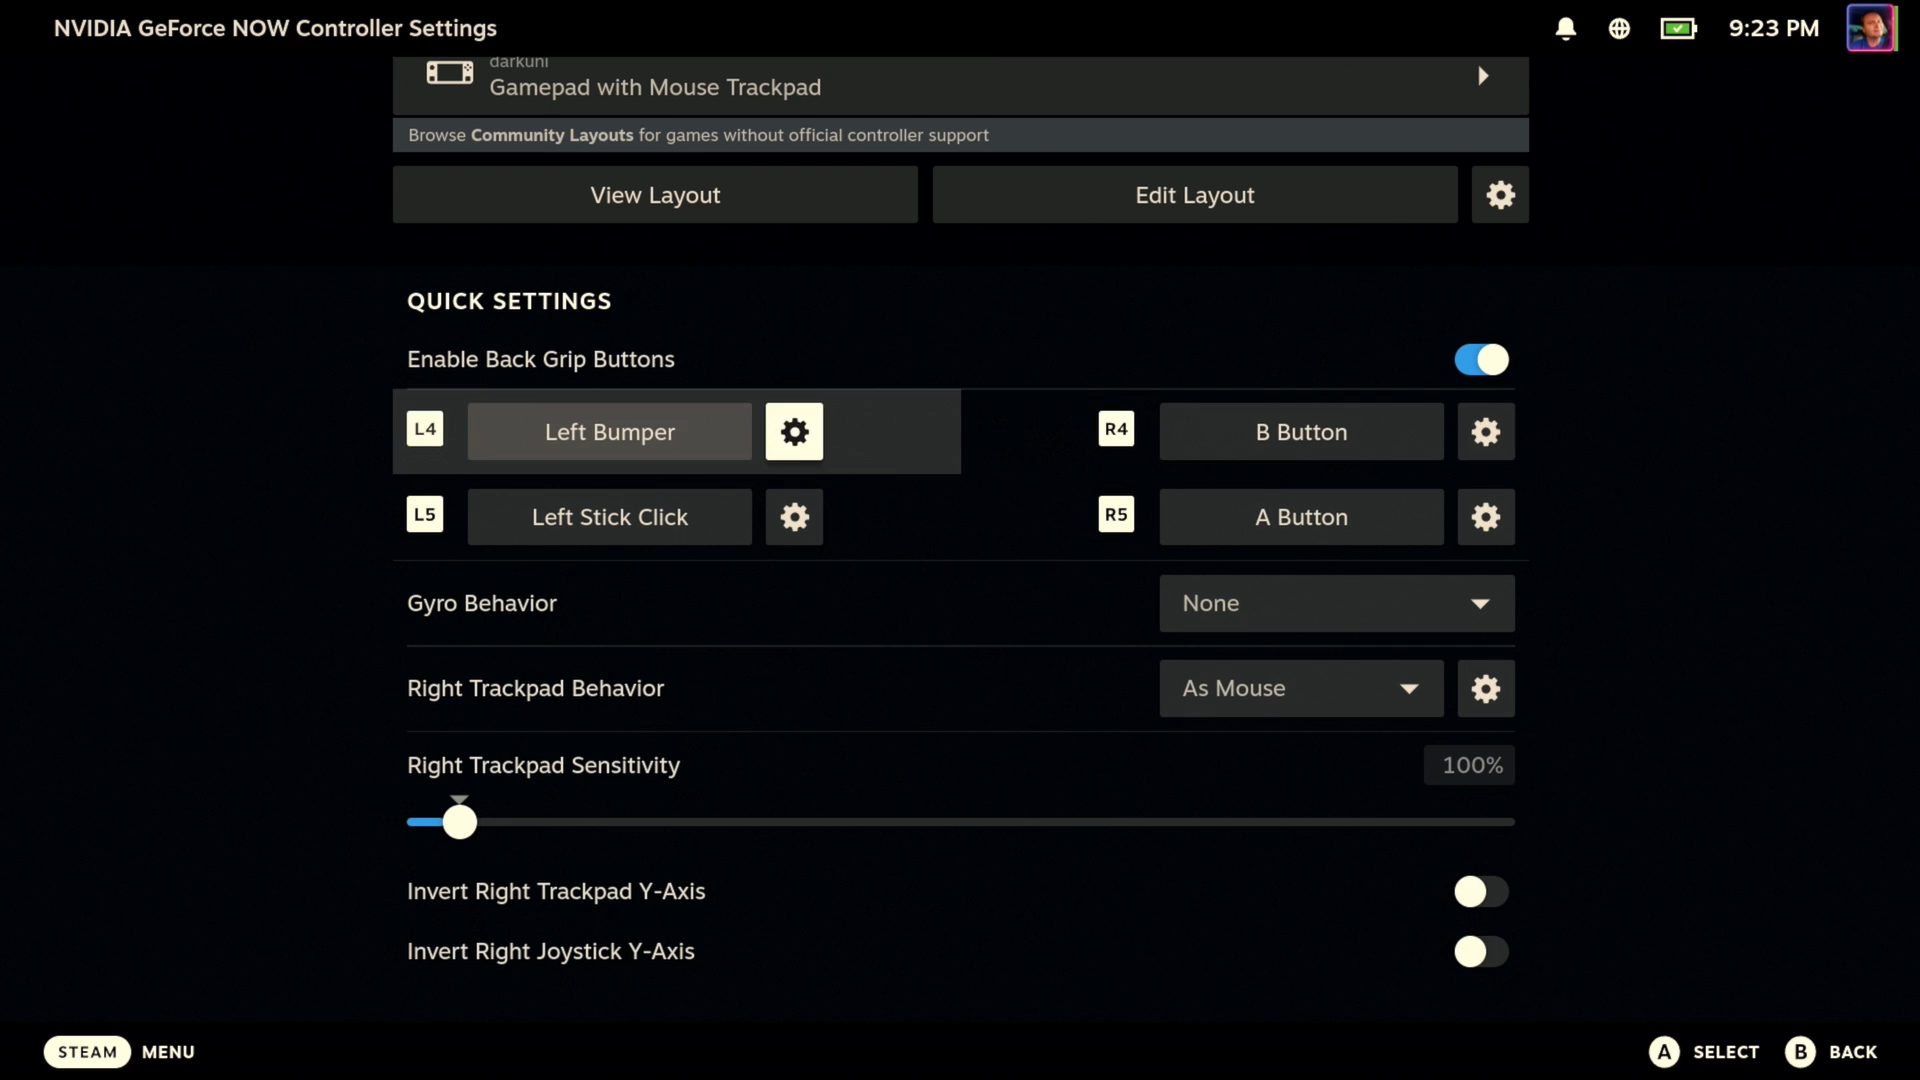 NVIDIA GeForce NOW Controller Settings
9:23 PM
darkuni
Gamepad with Mouse Trackpad
Browse Community Layouts for games without official controller support
View Layout
Edit Layout
QUICK SETTINGS
Enable Back Grip Buttons
L4 Left Bumper
R4 B Button
L5 Left Stick Click
R5 A Button
Gyro Behavior
None
Right Trackpad Behavior
As Mouse
Right Trackpad Sensitivity
100%
Invert Right Trackpad Y-Axis
Invert Right Joystick Y-Axis
STEAM MENU
A SELECT B BACK